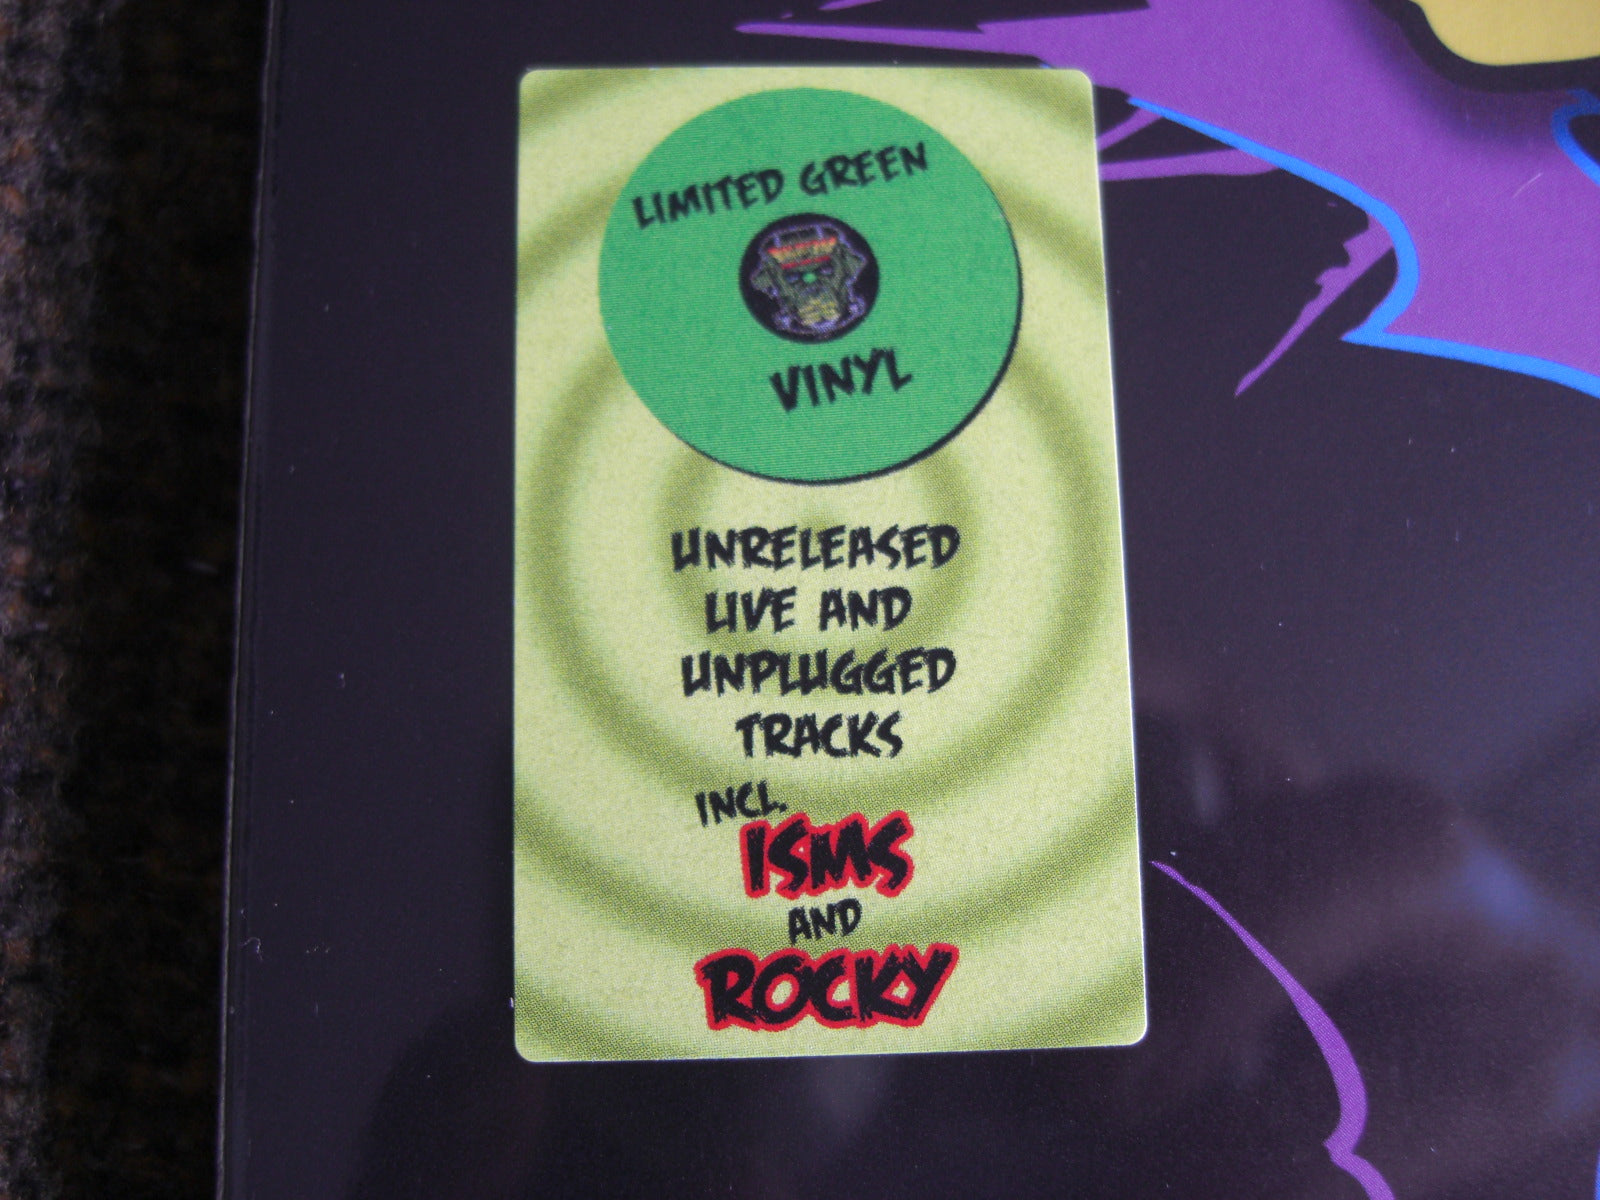 LIMITED GREEN
VINYL
UNRELEASED
LIVE AND
UNPLUGGED
TRACKS
INCL.
ISMS
AND
ROCKY